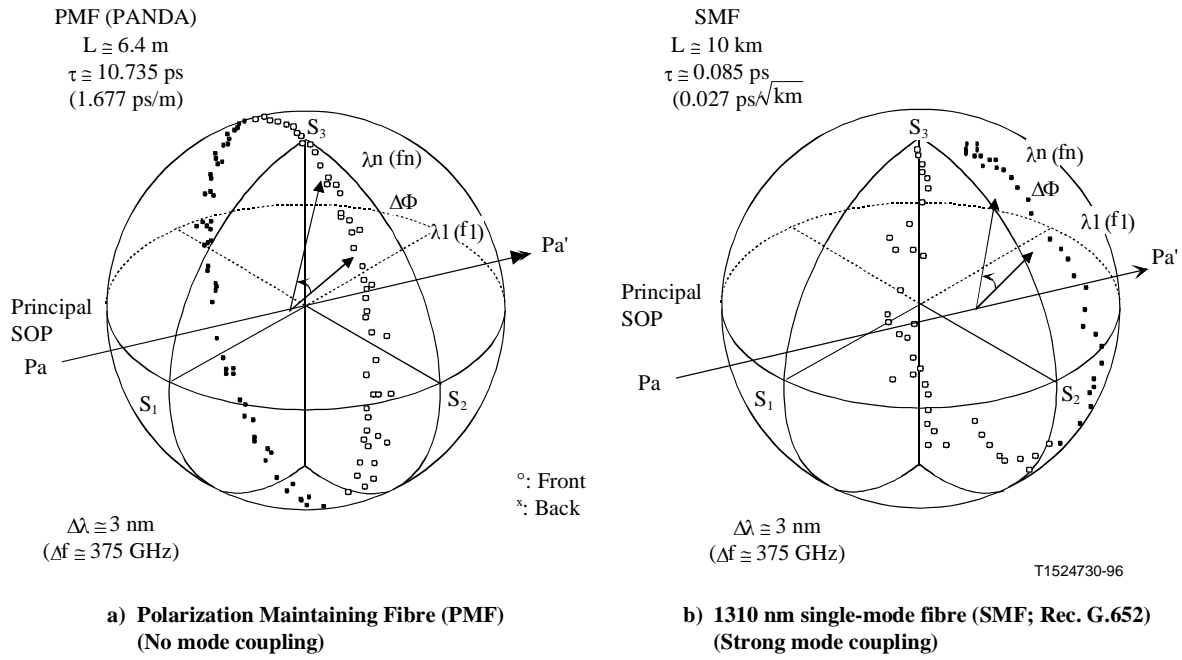 PMF (PANDA)
L ≅ 6.4 m
τ ≅ 10.735 ps
(1.677 ps/m)
S3
λn (fn)
ΔΦ
λ1 (f1)
Pa'
Principal
SOP
Pa
S1
S2
°: Front
x: Back
Δλ ≅ 3 nm
(Δf ≅ 375 GHz)
a) Polarization Maintaining Fibre (PMF)
(No mode coupling)
SMF
L ≅ 10 km
τ ≅ 0.085 ps
(0.027 ps/√km
S3
λn (fn)
ΔΦ
λ1 (f1)
Pa'
Principal
SOP
Pa
S1
S2
Δλ ≅ 3 nm
(Δf ≅ 375 GHz)
T1524730-96
b) 1310 nm single-mode fibre (SMF; Rec. G.652)
(Strong mode coupling)